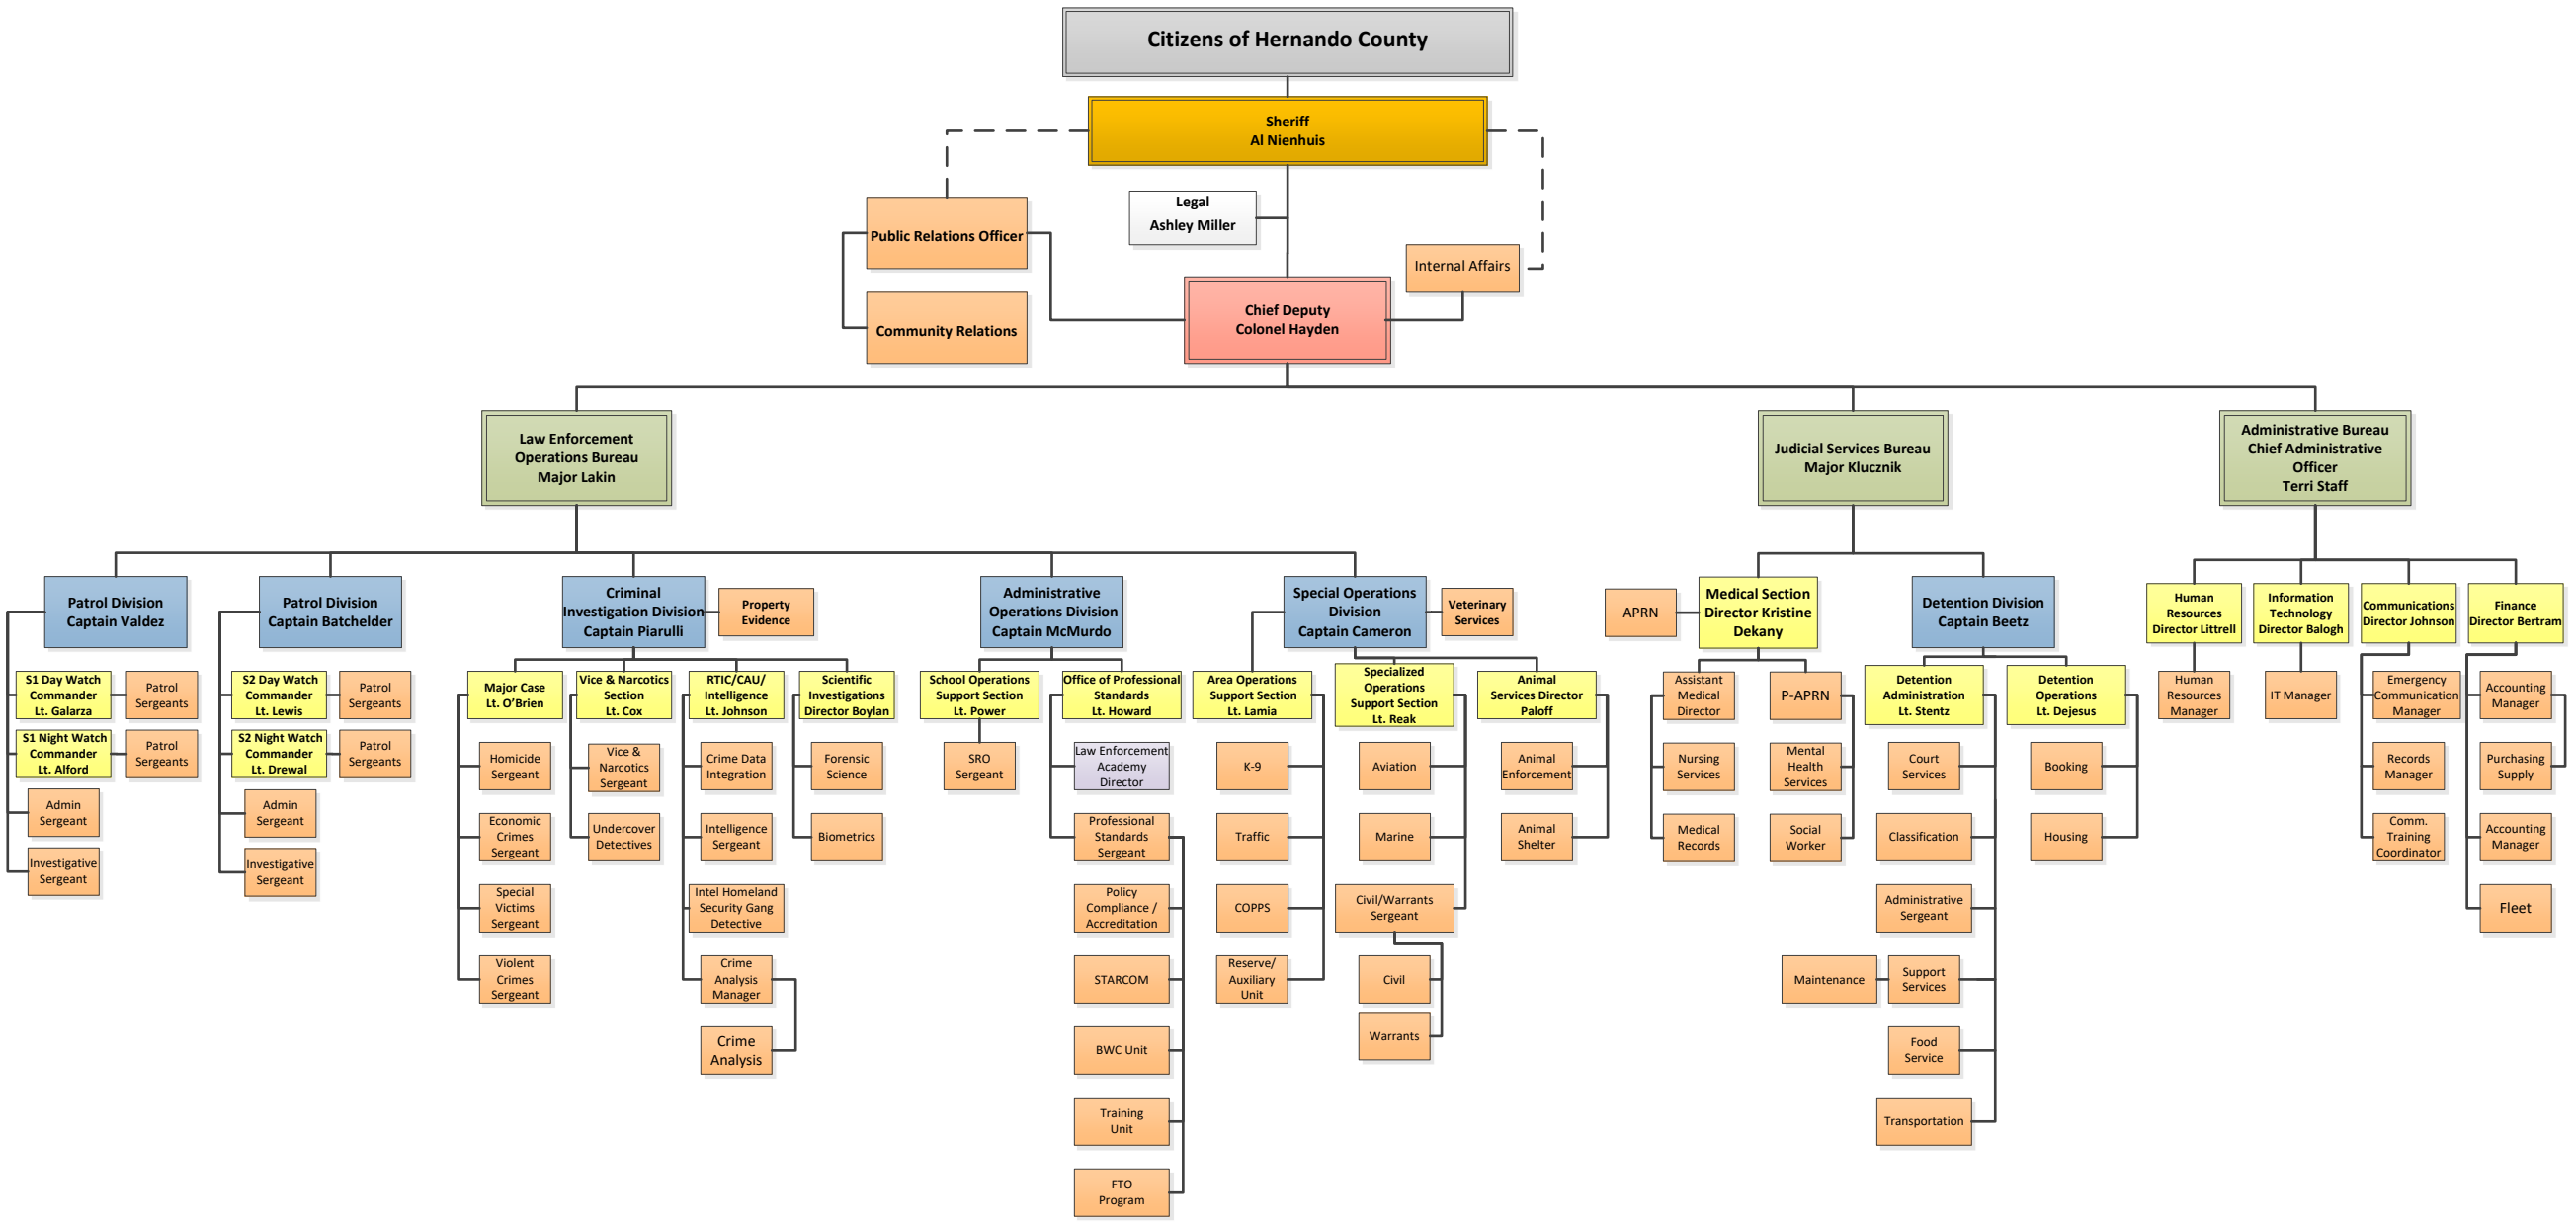 Citizens of Hernando County
Sheriff
Al Nienhuis
Legal
Ashley Miller
Public Relations Officer
Internal Affairs
Community Relations
Chief Deputy
Colonel Hayden
Law Enforcement
Operations Bureau
Major Lakin
Judicial Services Bureau
Major Klucznik
Administrative Bureau
Chief Administrative
Officer
Terri Staff
Patrol Division
Captain Valdez
Patrol Division
Captain Batchelder
Criminal
Investigation Division
Captain Piarulli
Property
Evidence
Administrative
Operations Division
Captain McMurdo
Special Operations
Division
Captain Cameron
Veterinary
Services
APRN
Medical Section
Director Kristine
Dekany
Detention Division
Captain Beetz
Human
Resources
Director Littrell
Information
Technology
Director Balogh
Communications
Director Johnson
Finance
Director Bertram
S1 Day Watch
Commander
Lt. Galarza
Patrol
Sergeants
S1 Night Watch
Commander
Lt. Alford
Patrol
Sergeants
Admin
Sergeant
Investigative
Sergeant
S2 Day Watch
Commander
Lt. Lewis
Patrol
Sergeants
S2 Night Watch
Commander
Lt. Drewal
Patrol
Sergeants
Admin
Sergeant
Investigative
Sergeant
Major Case
Lt. O’Brien
Homicide
Sergeant
Economic
Crimes
Sergeant
Special
Victims
Sergeant
Violent
Crimes
Sergeant
Vice & Narcotics
Section
Lt. Cox
Vice &
Narcotics
Sergeant
Undercover
Detectives
RTIC/CAU/
Intelligence
Lt. Johnson
Crime Data
Integration
Intelligence
Sergeant
Intel Homeland
Security Gang
Detective
Crime
Analysis
Manager
Crime
Analysis
Scientific
Investigations
Director Boylan
Forensic
Science
Biometrics
School Operations
Support Section
Lt. Power
SRO
Sergeant
Office of Professional
Standards
Lt. Howard
Law Enforcement
Academy
Director
Professional
Standards
Sergeant
Policy
Compliance /
Accreditation
STARCOM
BWC Unit
Training
Unit
FTO
Program
Area Operations
Support Section
Lt. Lamia
K-9
Traffic
COPPS
Reserve/
Auxiliary
Unit
Specialized
Operations
Support Section
Lt. Reak
Aviation
Marine
Civil/Warrants
Sergeant
Civil
Warrants
Animal
Services Director
Paloff
Animal
Enforcement
Animal
Shelter
Assistant
Medical
Director
Nursing
Services
Medical
Records
P-APRN
Mental
Health
Services
Social
Worker
Detention
Administration
Lt. Stentz
Court
Services
Classification
Administrative
Sergeant
Maintenance
Support
Services
Food
Service
Transportation
Detention
Operations
Lt. Dejesus
Booking
Housing
Human
Resources
Manager
IT Manager
Emergency
Communication
Manager
Records
Manager
Comm.
Training
Coordinator
Accounting
Manager
Purchasing
Supply
Accounting
Manager
Fleet